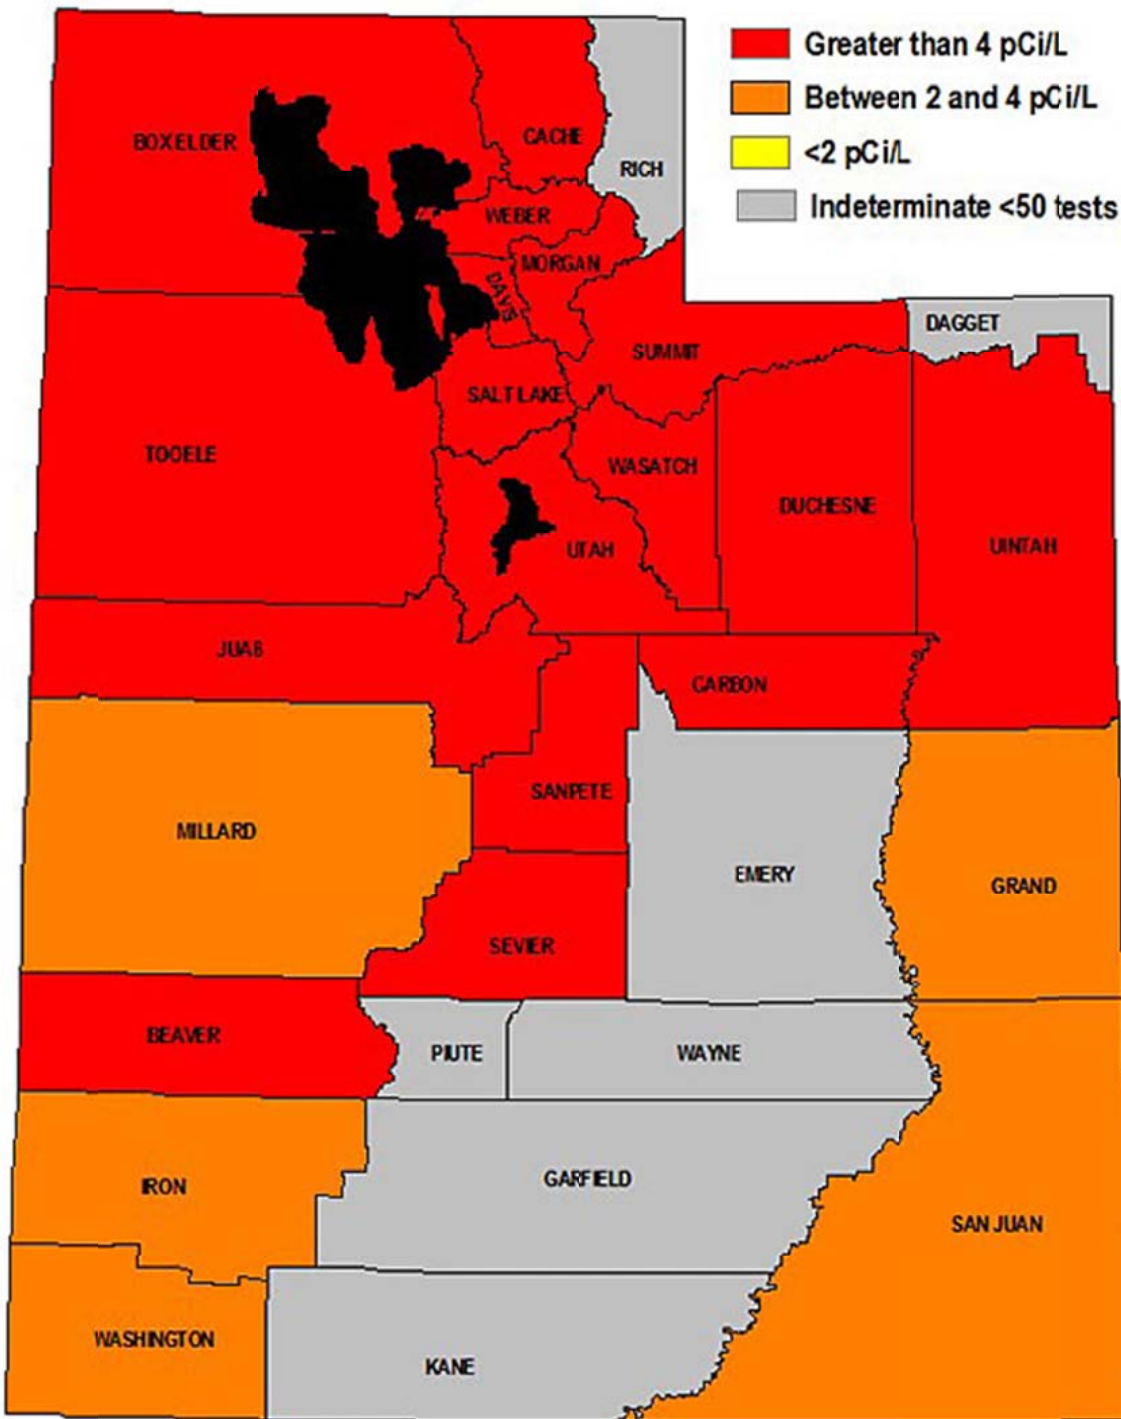 Greater than 4 pCi/L
Between 2 and 4 pCi/L
<2 pCi/L
Indeterminate <50 tests
BOXELDER
CACHE
RICH
WEBER
MORGAN
DAVIS
DAGGET
SUMMIT
SALT LAKE
TOOELE
WASATCH
DUCHESNE
UTAH
UINTAH
JUAB
CARBON
SANPETE
MILLARD
EMERY
GRAND
SEVIER
BEAVER
PIUTE
WAYNE
GARFIELD
IRON
SAN JUAN
WASHINGTON
KANE